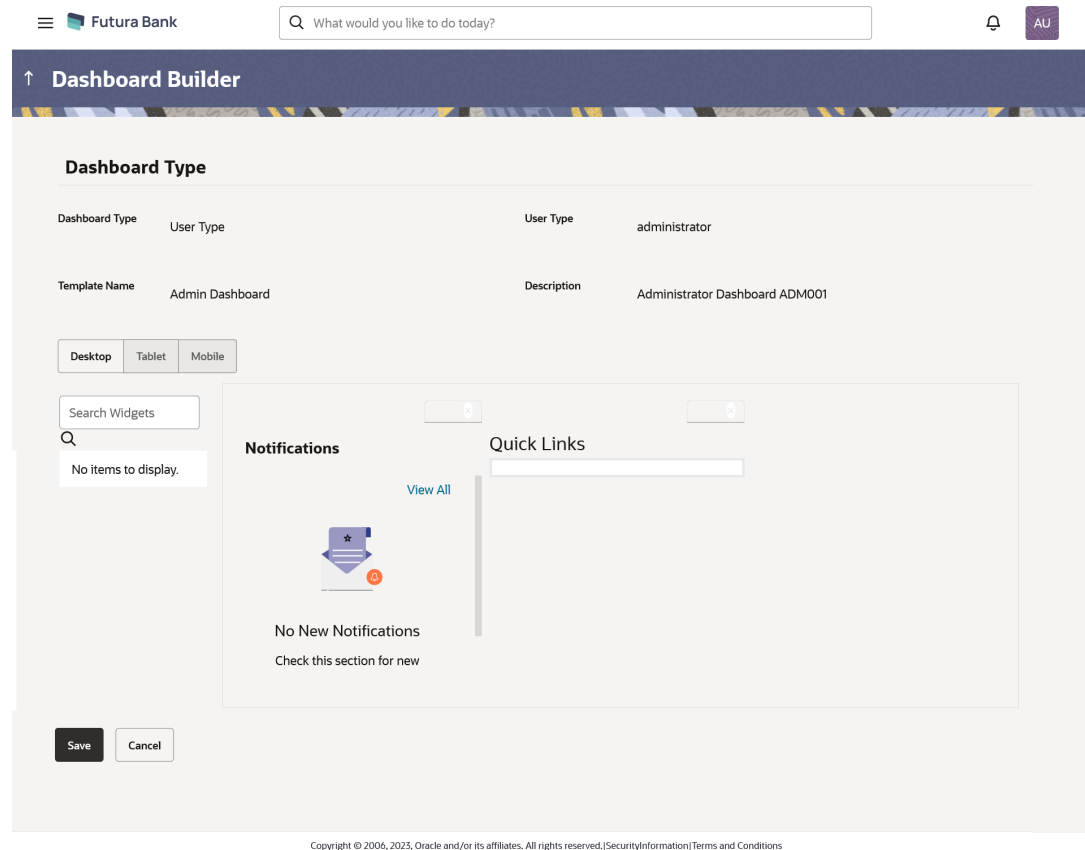 Futura Bank
What would you like to do today?
AU
↑ Dashboard Builder
Dashboard Type
Dashboard Type User Type User Type administrator
Template Name Admin Dashboard Description Administrator Dashboard ADM001
Desktop Tablet Mobile
Search Widgets
No items to display.
Notifications
View All
No New Notifications
Check this section for new
Quick Links
Save Cancel
Copyright © 2006, 2023, Oracle and/or its affiliates. All rights reserved.|SecurityInformation|Terms and Conditions